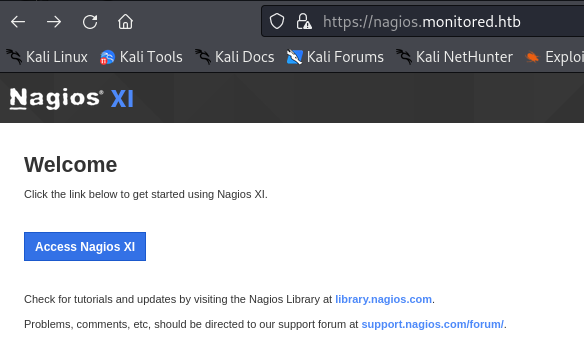 https://nagios.monitored.htb
Kali Linux Kali Tools Kali Docs Kali Forums Kali NetHunter Exploi
Nagios® XI
Welcome
Click the link below to get started using Nagios XI.
Access Nagios XI
Check for tutorials and updates by visiting the Nagios Library at library.nagios.com.
Problems, comments, etc, should be directed to our support forum at support.nagios.com/forum/.